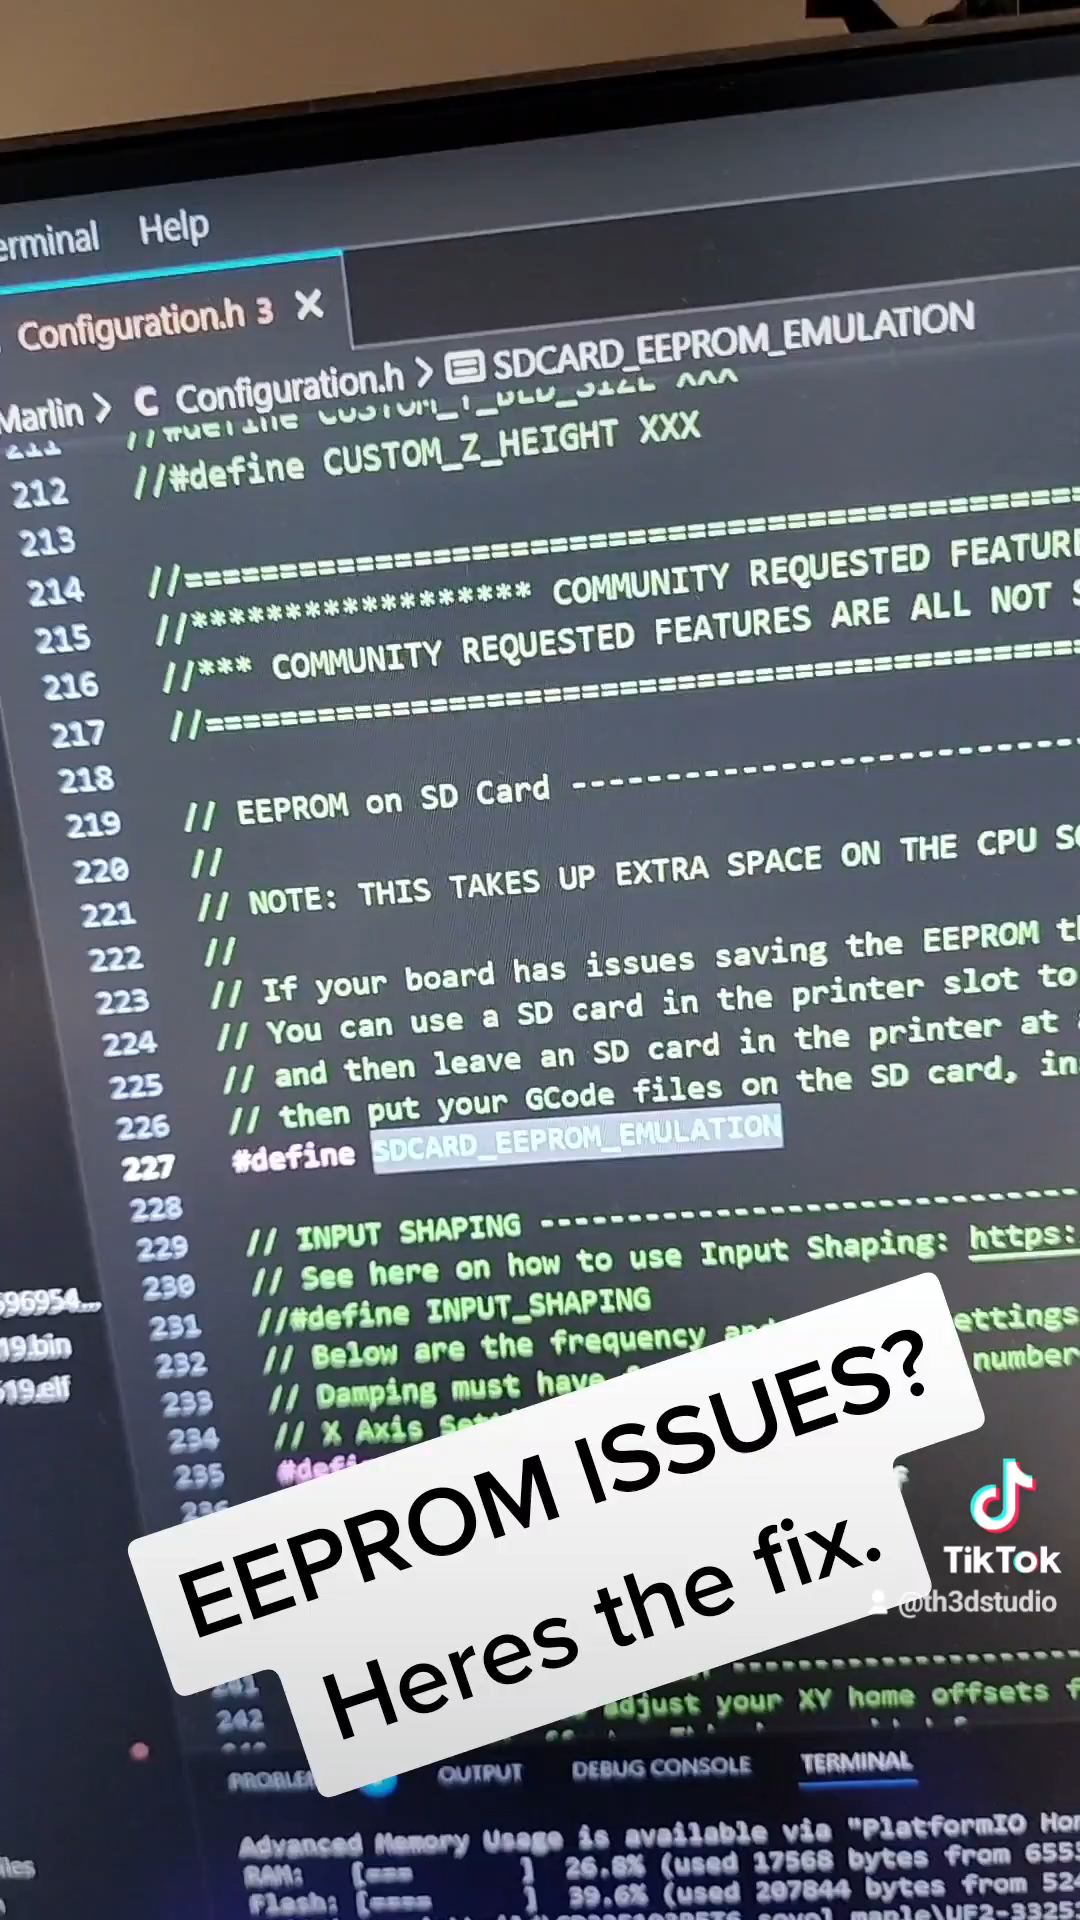 Help
Configuration.h 3 ×
Marlin > C Configuration.h > SDCARD_EEPROM_EMULATION
211
212 //#define CUSTOM_Z_HEIGHT XXX
213
214 //==================================================
215 //****************** COMMUNITY REQUESTED
216 //*** COMMUNITY REQUESTED FEATURES ARE ALL NOT
217 //==================================================
218
219 // EEPROM on SD Card ------------------------------
220 //
221 // NOTE: THIS TAKES UP EXTRA SPACE ON THE CPU
222 //
223 // If your board has issues saving the EEPROM
224 // You can use a SD card in the printer slot to
225 // and then leave an SD card in the printer at
226 // then put your GCode files on the SD card,
227 #define SDCARD_EEPROM_EMULATION
228
229 // INPUT SHAPING ------------------------------
230 // See here on how to use Input Shaping: https:
231 //#define INPUT_SHAPING
232 // Below are the frequency
233 // Damping must have number
234 // X Axis
235
EEPROM ISSUES?
Heres the fix.
TikTok
@th3dstudio
242 adjust your XY home offsets
OUTPUT DEBUG CONSOLE TERMINAL
Advanced Memory Usage is available via "PlatformIO
RAM: [=== ] 26.8% (used 17568 bytes from
Flash: [==== ] 39.6% (used 207844 bytes from